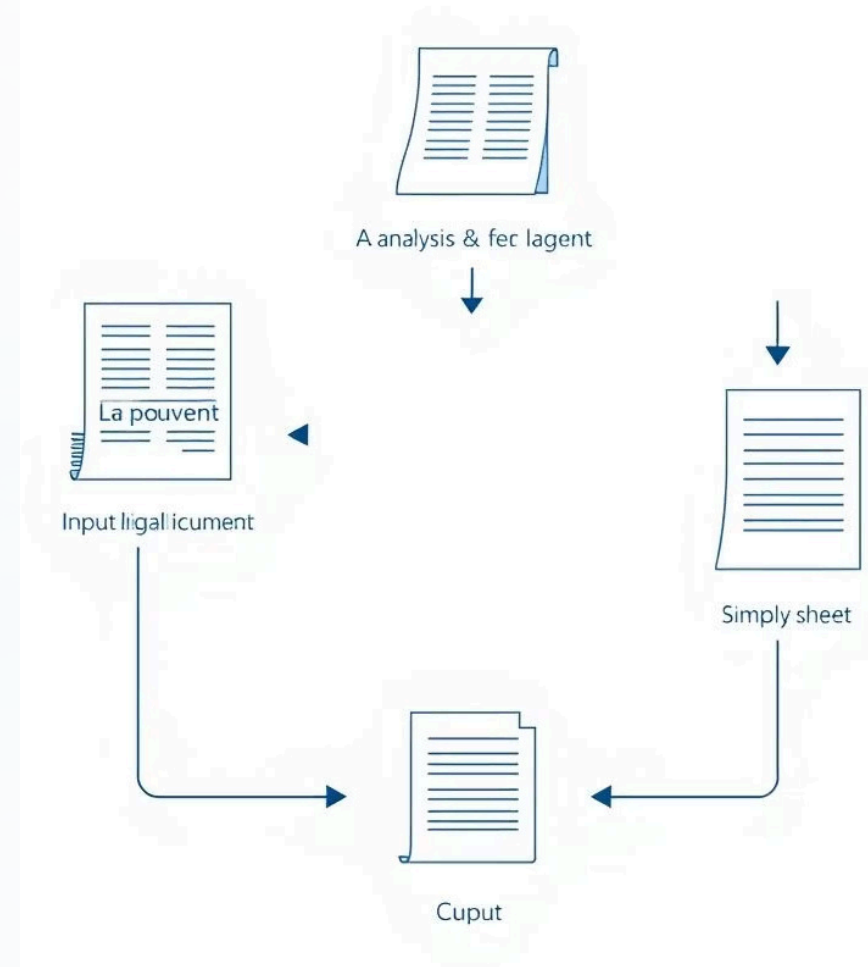 A analysis & fec lagent
La pouvent
Input ligal icument
Simply sheet
Cuput